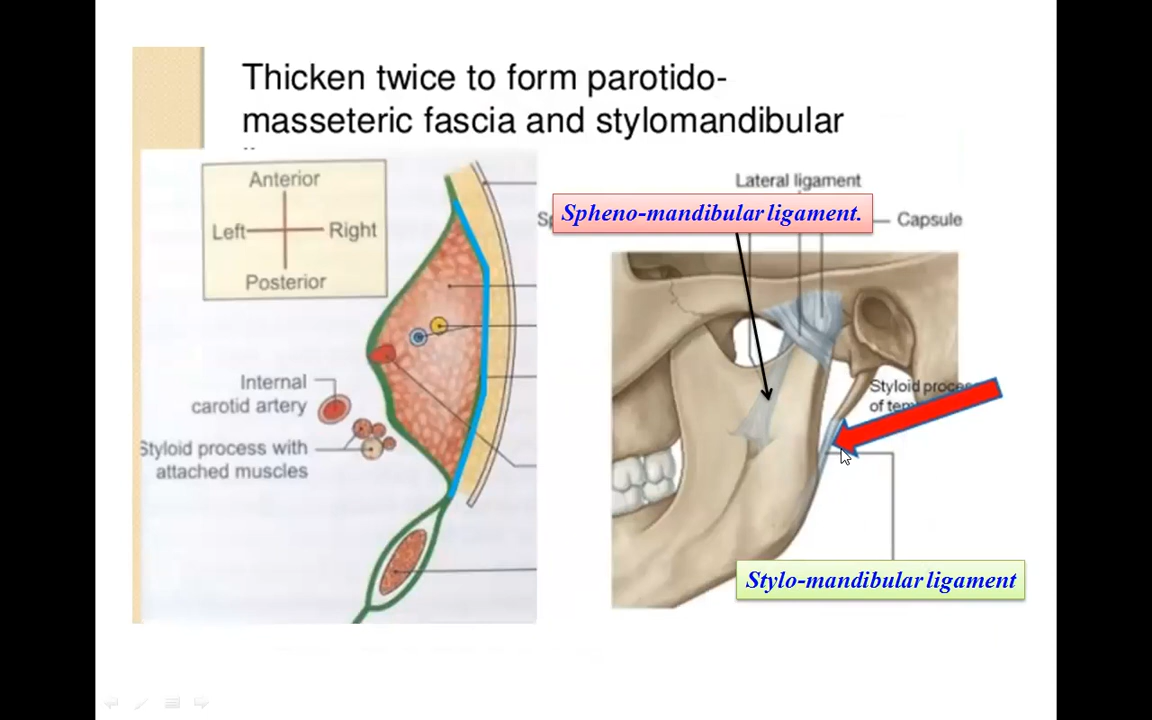 Thicken twice to form parotido-
masseteric fascia and stylomandibular
Anterior
Left
Right
Posterior
Internal
carotid artery
Styloid process with
attached muscles
Lateral ligament
Spheno-mandibular ligament.
Capsule
Styloid
of
Stylo-mandibular ligament